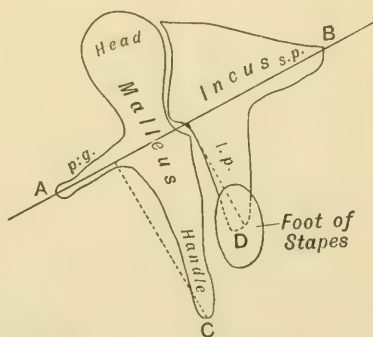 Head
B
Incus s.p.
Malleus
p.g.
l.p.
A
D
Foot of
Stapes
Handle
C